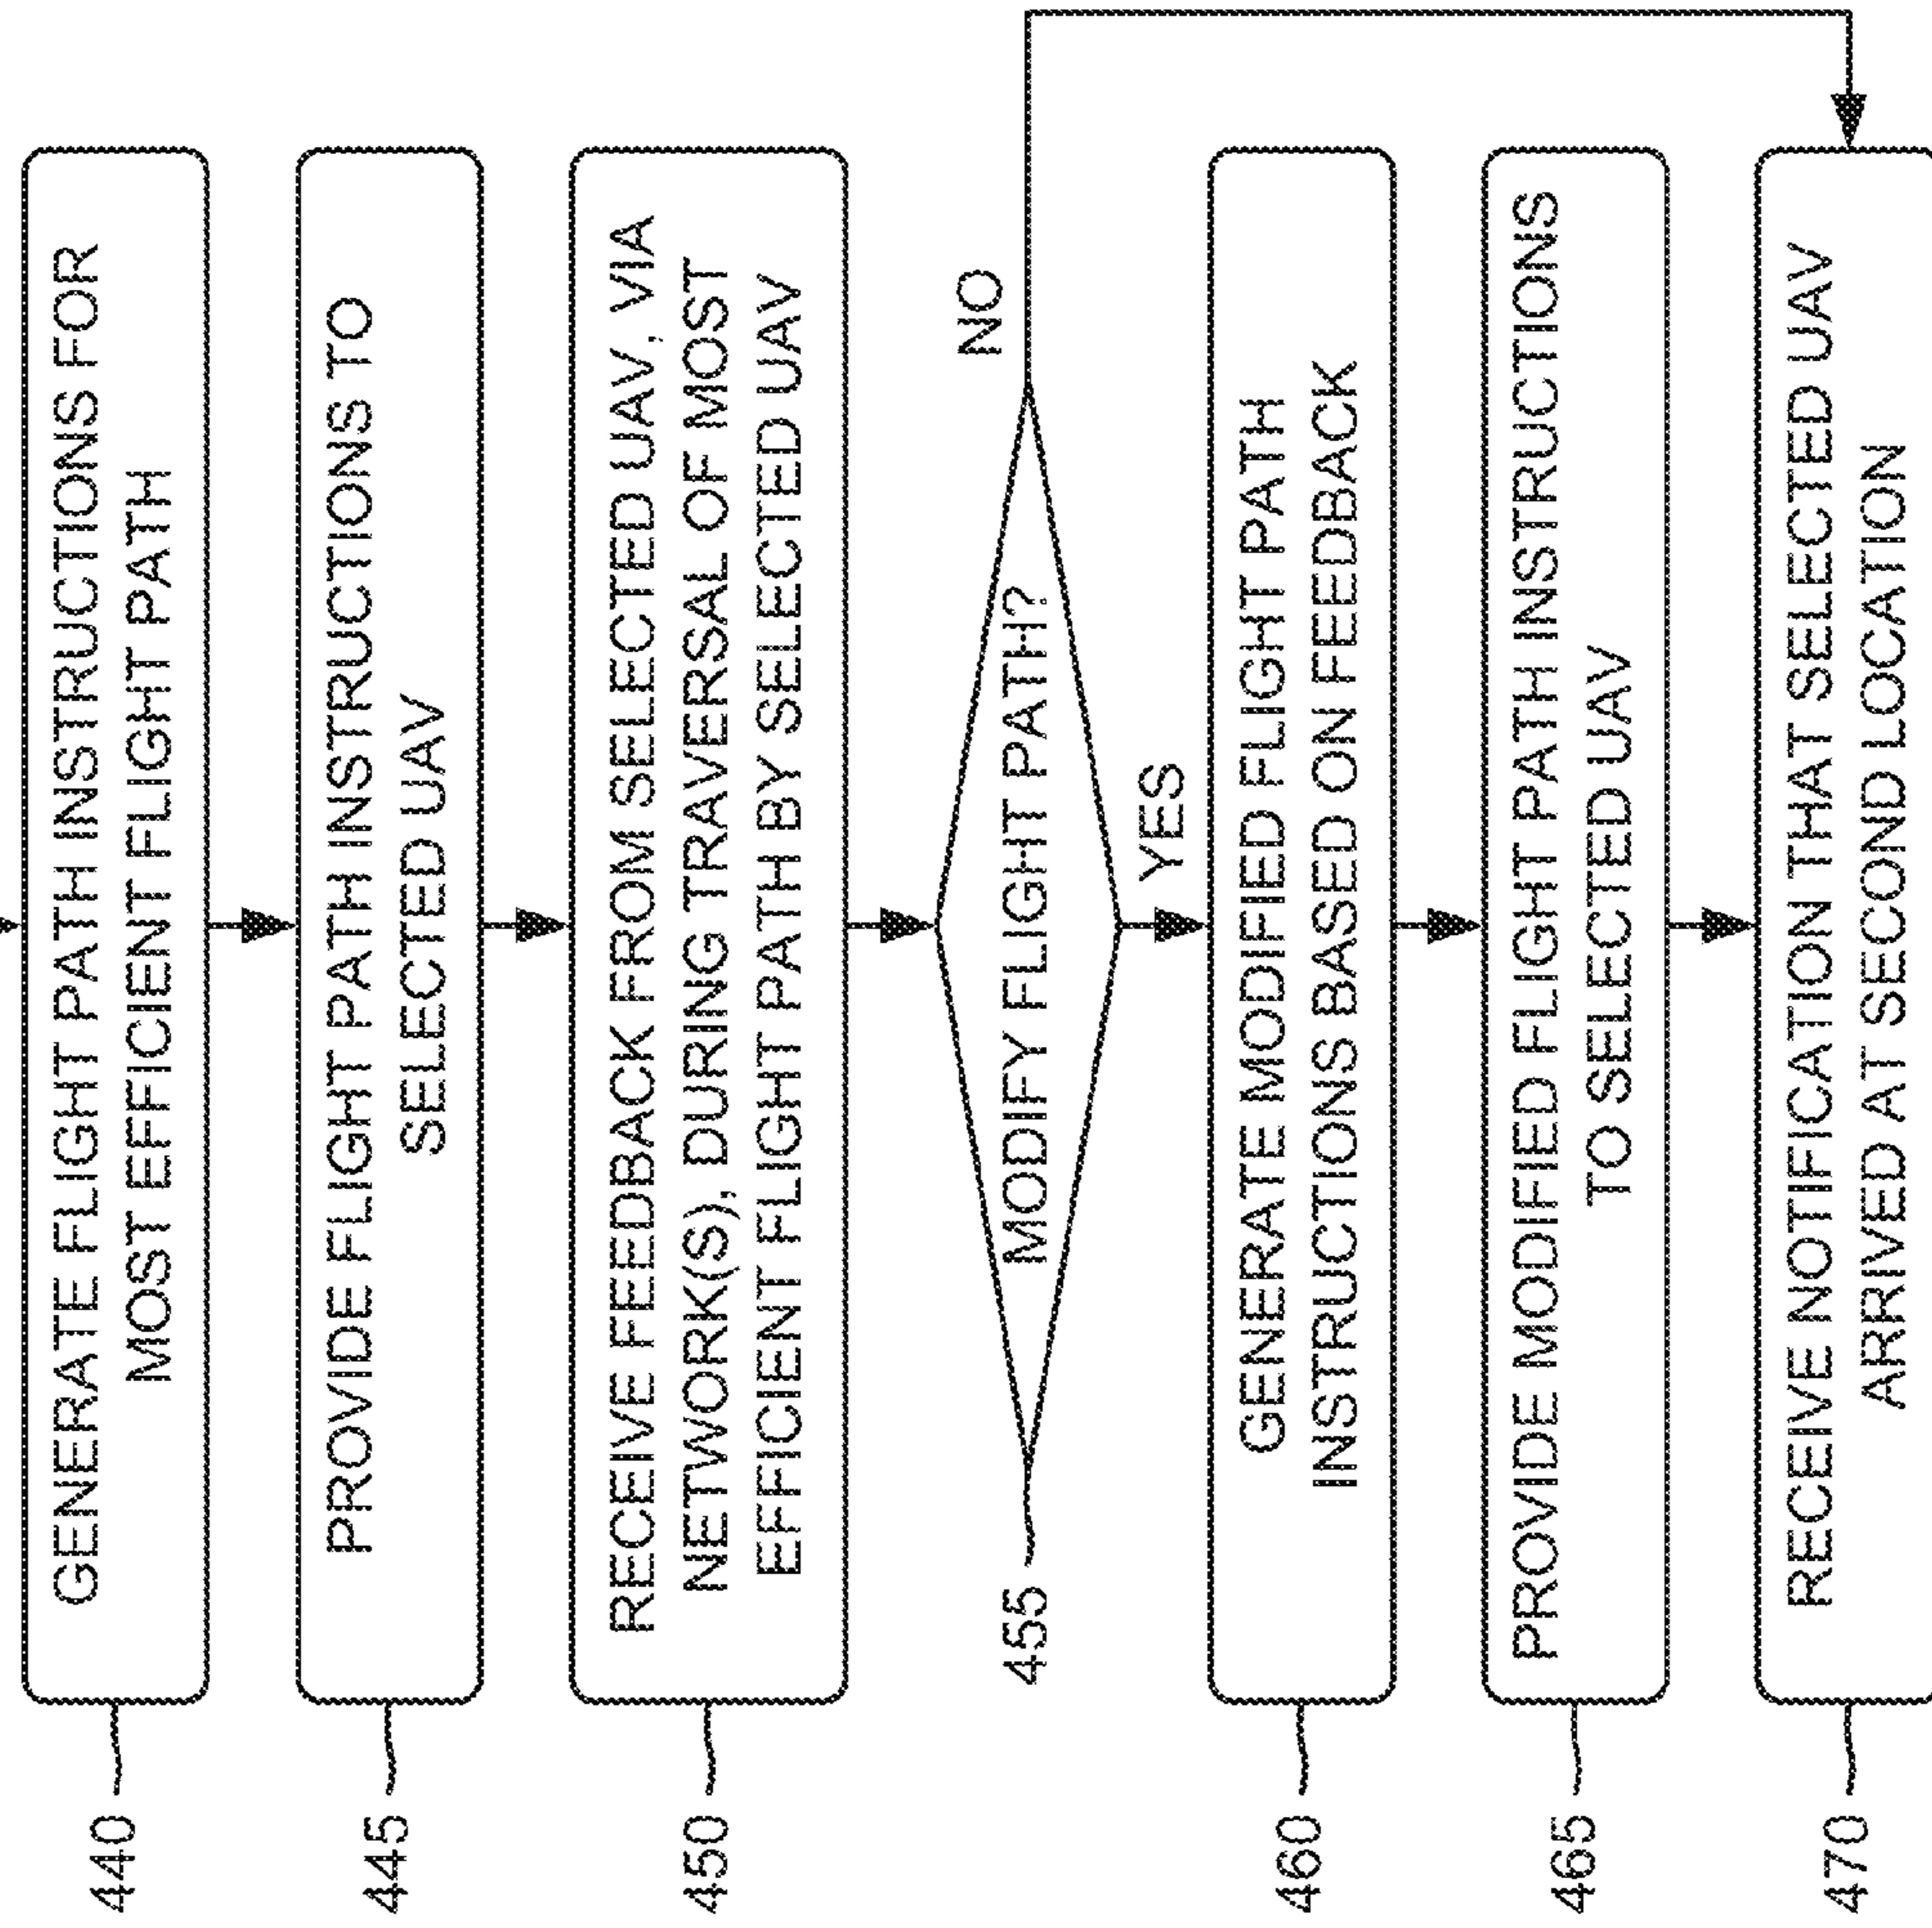 440
GENERATE FLIGHT PATH INSTRUCTIONS FOR
MOST EFFICIENT FLIGHT PATH
445
PROVIDE FLIGHT PATH INSTRUCTIONS TO
SELECTED UAV
450
RECEIVE FEEDBACK FROM SELECTED UAV, VIA
NETWORK(S), DURING TRAVERSAL OF MOST
EFFICIENT FLIGHT PATH BY SELECTED UAV
455
MODIFY FLIGHT PATH?
NO
YES
460
GENERATE MODIFIED FLIGHT PATH
INSTRUCTIONS BASED ON FEEDBACK
465
PROVIDE MODIFIED FLIGHT PATH INSTRUCTIONS
TO SELECTED UAV
470
RECEIVE NOTIFICATION THAT SELECTED UAV
ARRIVED AT SECOND LOCATION